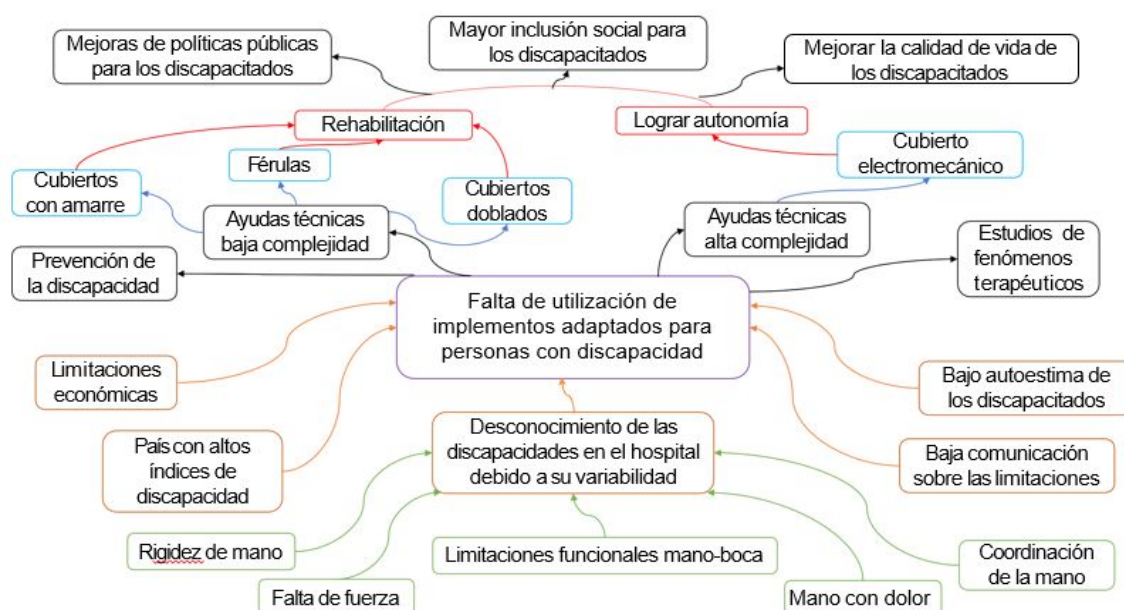 Mejoras de políticas públicas
para los discapacitados
Mayor inclusión social para
los discapacitados
Mejorar la calidad de vida de
los discapacitados
Rehabilitación
Lograr autonomía
Cubiertos
con amarre
Férulas
Cubiertos
doblados
Cubierto
electromecánico
Ayudas técnicas
baja complejidad
Ayudas técnicas
alta complejidad
Prevención de
la discapacidad
Estudios de
fenómenos
terapéuticos
Falta de utilización de
implementos adaptados para
personas con discapacidad
Limitaciones
económicas
Bajo autoestima de
los discapacitados
País con altos
índices de
discapacidad
Desconocimiento de las
discapacidades en el hospital
debido a su variabilidad
Baja comunicación
sobre las limitaciones
Rigidez de mano
Limitaciones funcionales mano-boca
Coordinación
de la mano
Falta de fuerza
Mano con dolor